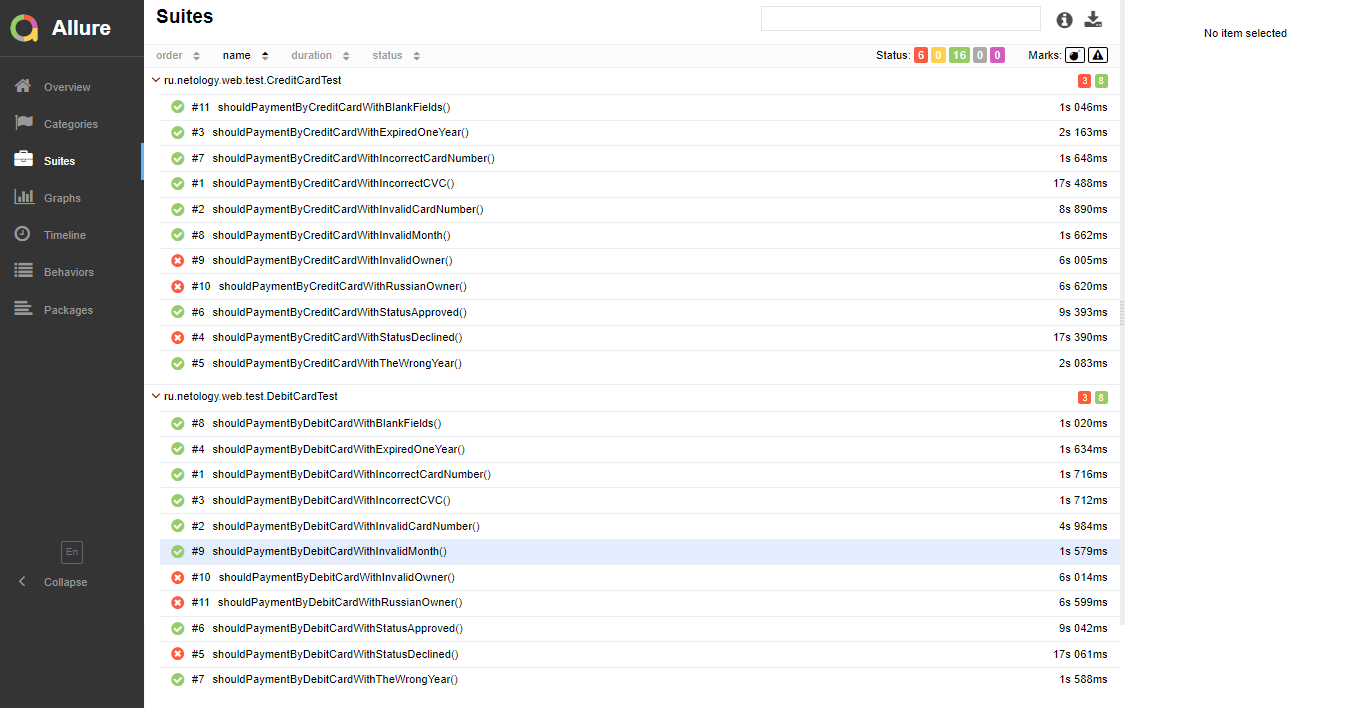 Allure
Overview
Categories
Suites
Graphs
Timeline
Behaviors
Packages
En
Collapse
Suites
order name duration status Status: 6 0 16 0 0 Marks:
ru.netology.web.test.CreditCardTest 3 8
#11 shouldPaymentByCreditCardWithBlankFields() 1s 046ms
#3 shouldPaymentByCreditCardWithExpiredOneYear() 2s 163ms
#7 shouldPaymentByCreditCardWithIncorrectCardNumber() 1s 648ms
#1 shouldPaymentByCreditCardWithIncorrectCVC() 17s 488ms
#2 shouldPaymentByCreditCardWithInvalidCardNumber() 8s 890ms
#8 shouldPaymentByCreditCardWithInvalidMonth() 1s 662ms
#9 shouldPaymentByCreditCardWithInvalidOwner() 6s 005ms
#10 shouldPaymentByCreditCardWithRussianOwner() 6s 620ms
#6 shouldPaymentByCreditCardWithStatusApproved() 9s 393ms
#4 shouldPaymentByCreditCardWithStatusDeclined() 17s 390ms
#5 shouldPaymentByCreditCardWithTheWrongYear() 2s 083ms
ru.netology.web.test.DebitCardTest 3 8
#8 shouldPaymentByDebitCardWithBlankFields() 1s 020ms
#4 shouldPaymentByDebitCardWithExpiredOneYear() 1s 634ms
#1 shouldPaymentByDebitCardWithIncorrectCardNumber() 1s 716ms
#3 shouldPaymentByDebitCardWithIncorrectCVC() 1s 712ms
#2 shouldPaymentByDebitCardWithInvalidCardNumber() 4s 984ms
#9 shouldPaymentByDebitCardWithInvalidMonth() 1s 579ms
#10 shouldPaymentByDebitCardWithInvalidOwner() 6s 014ms
#11 shouldPaymentByDebitCardWithRussianOwner() 6s 599ms
#6 shouldPaymentByDebitCardWithStatusApproved() 9s 042ms
#5 shouldPaymentByDebitCardWithStatusDeclined() 17s 061ms
#7 shouldPaymentByDebitCardWithTheWrongYear() 1s 588ms
No item selected